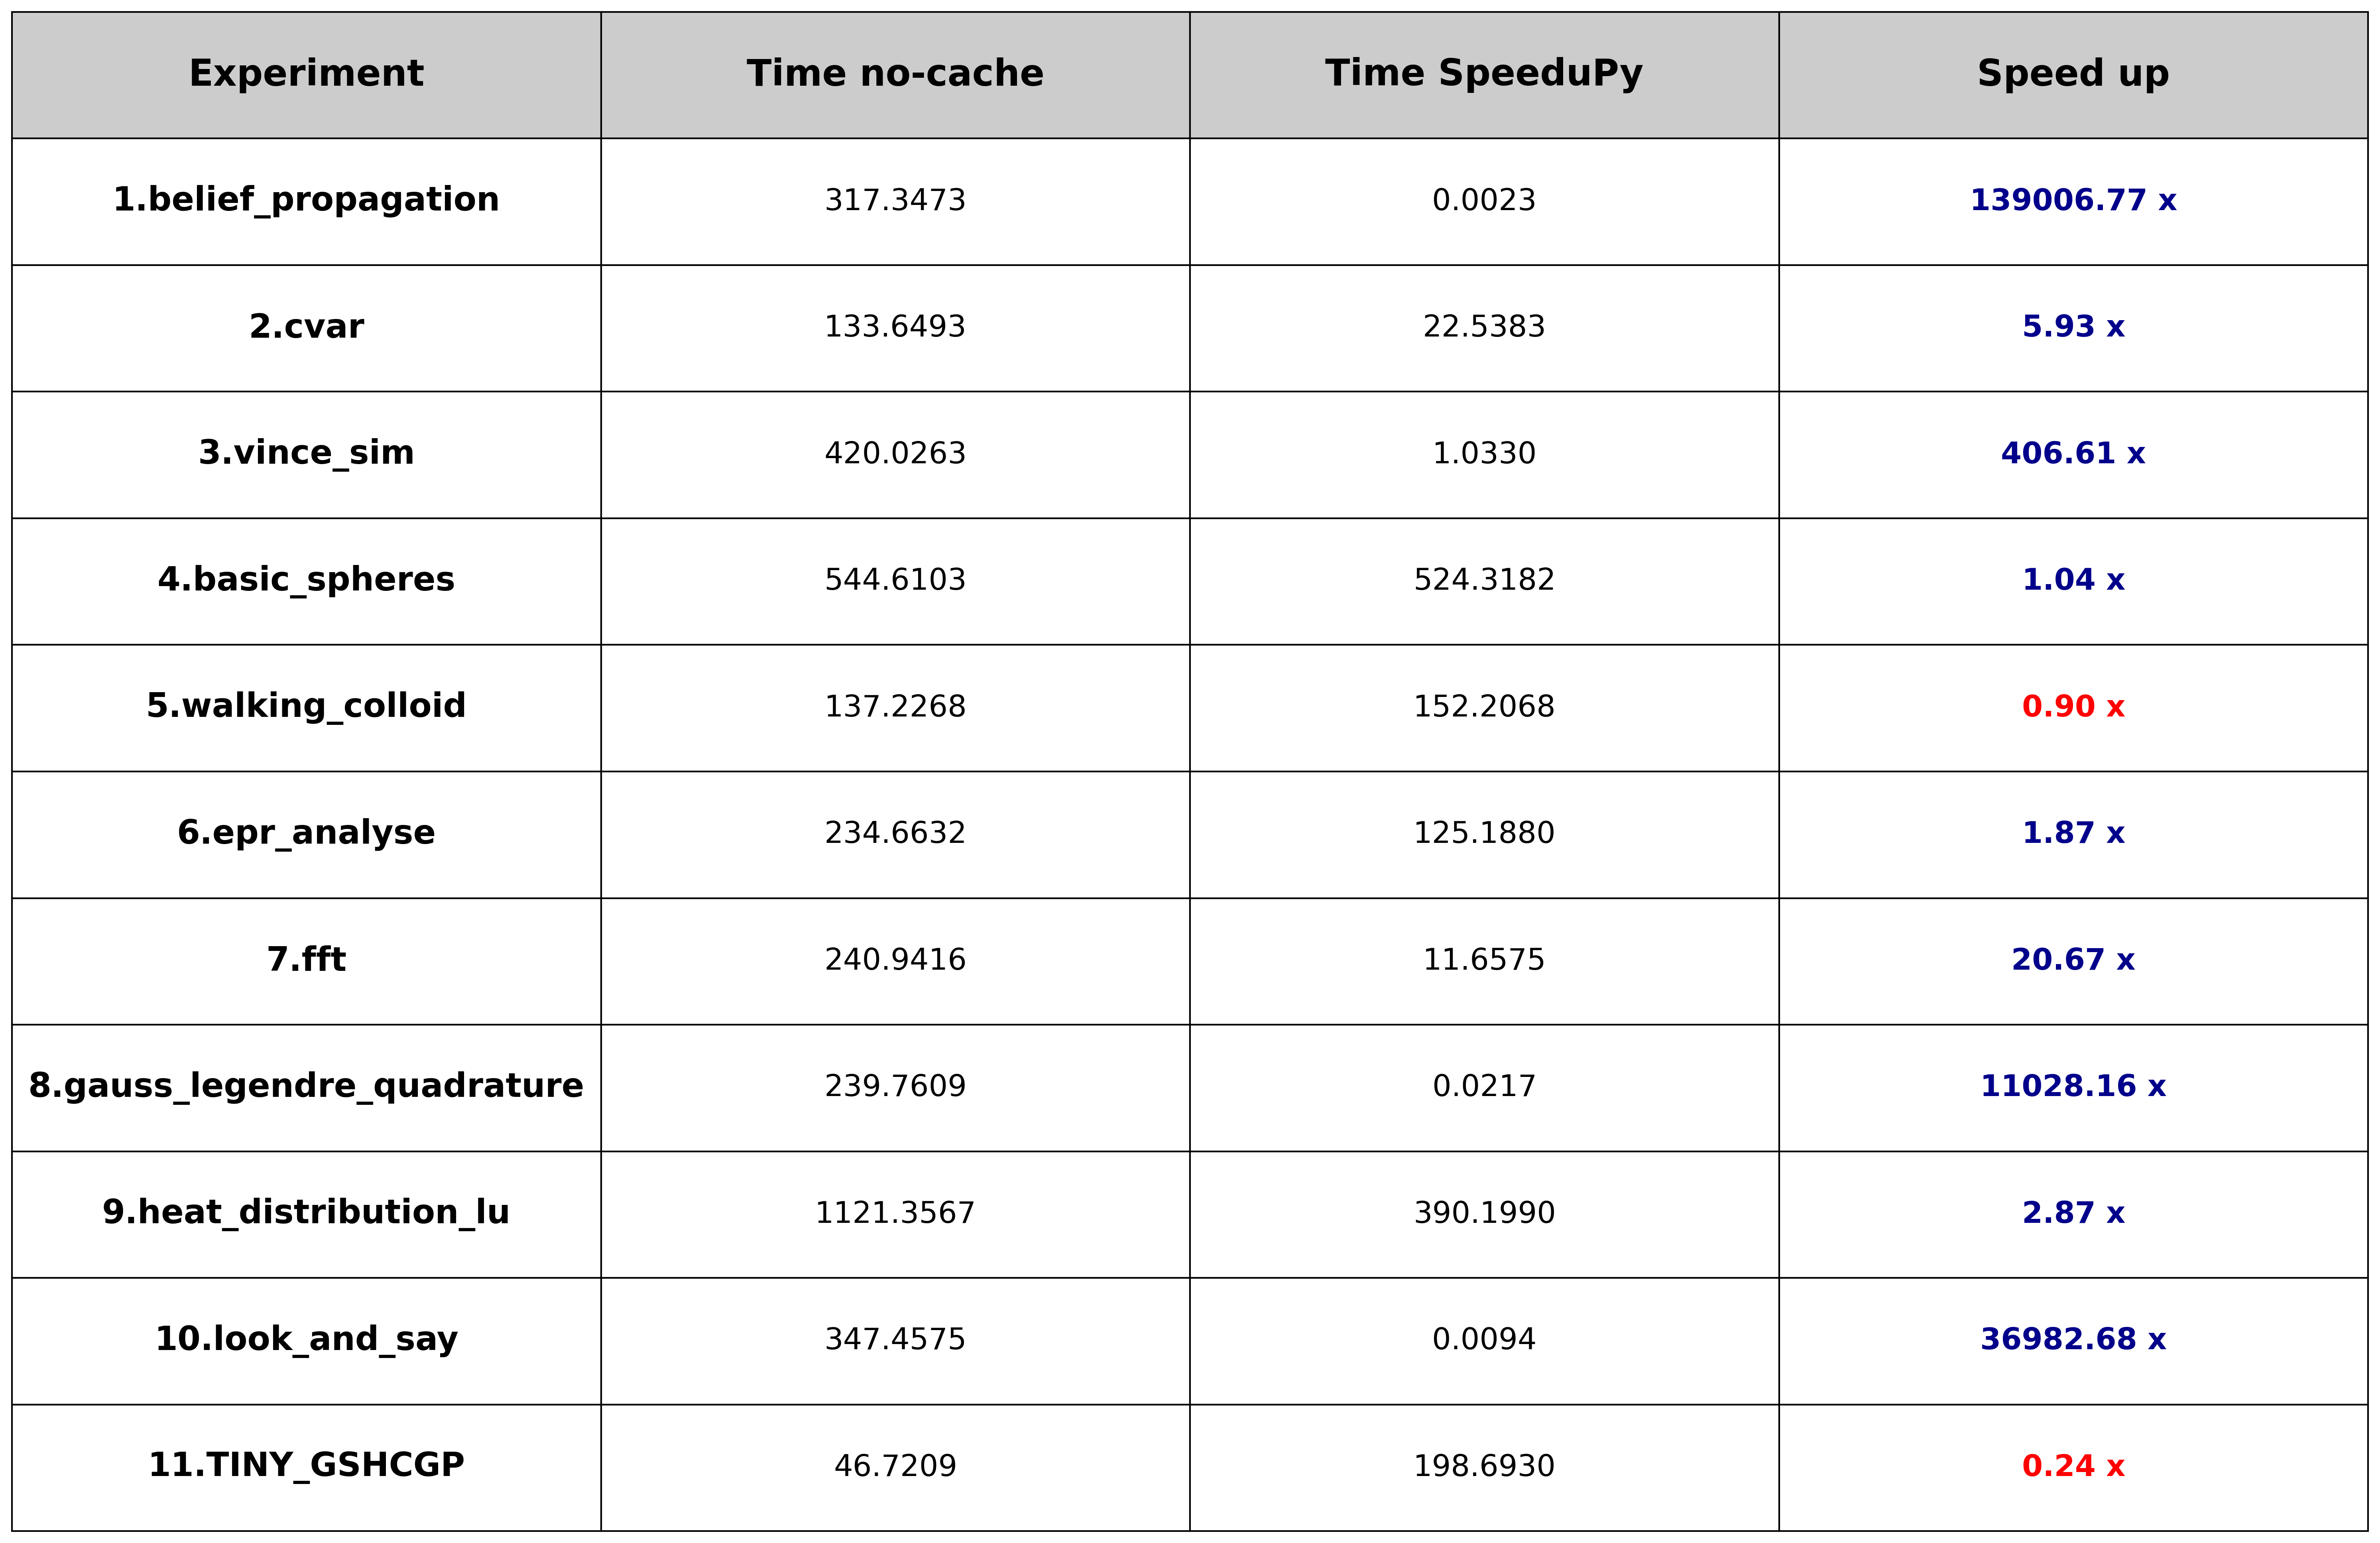 Experiment Time no-cache Time SpeeduPy Speed up
1.belief_propagation 317.3473 0.0023 139006.77 x
2.cvar 133.6493 22.5383 5.93 x
3.vince_sim 420.0263 1.0330 406.61 x
4.basic_spheres 544.6103 524.3182 1.04 x
5.walking_colloid 137.2268 152.2068 0.90 x
6.epr_analyse 234.6632 125.1880 1.87 x
7.fft 240.9416 11.6575 20.67 x
8.gauss_legendre_quadrature 239.7609 0.0217 11028.16 x
9.heat_distribution_lu 1121.3567 390.1990 2.87 x
10.look_and_say 347.4575 0.0094 36982.68 x
11.TINY_GSHCGP 46.7209 198.6930 0.24 x